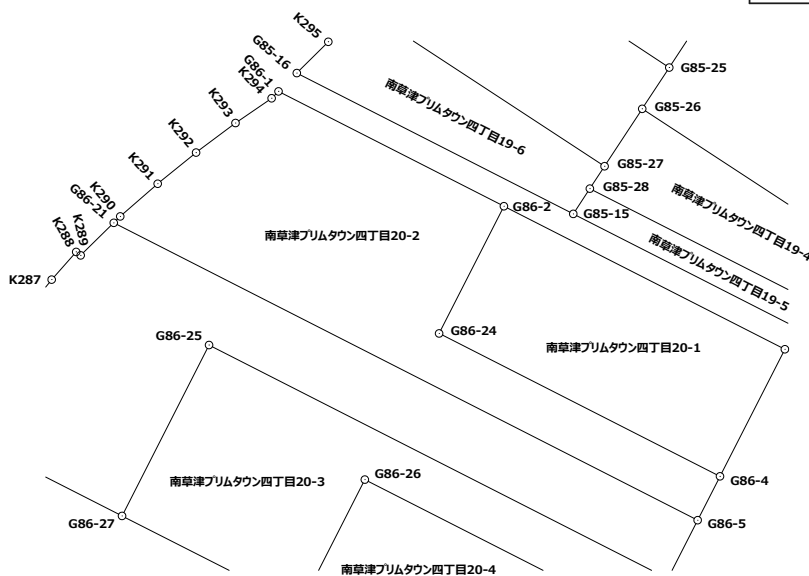 K295
G85-16
G86-1
K294
K293
K292
K291
K290
G86-21
K289
K288
K287
G85-25
G85-26
G85-27
G85-28
G85-15
G86-2
南草津プリムタウン四丁目19-6
南草津プリムタウン四丁目19-4
南草津プリムタウン四丁目19-5
南草津プリムタウン四丁目20-2
G86-24
南草津プリムタウン四丁目20-1
G86-25
G86-4
G86-5
南草津プリムタウン四丁目20-3
G86-26
G86-27
南草津プリムタウン四丁目20-4